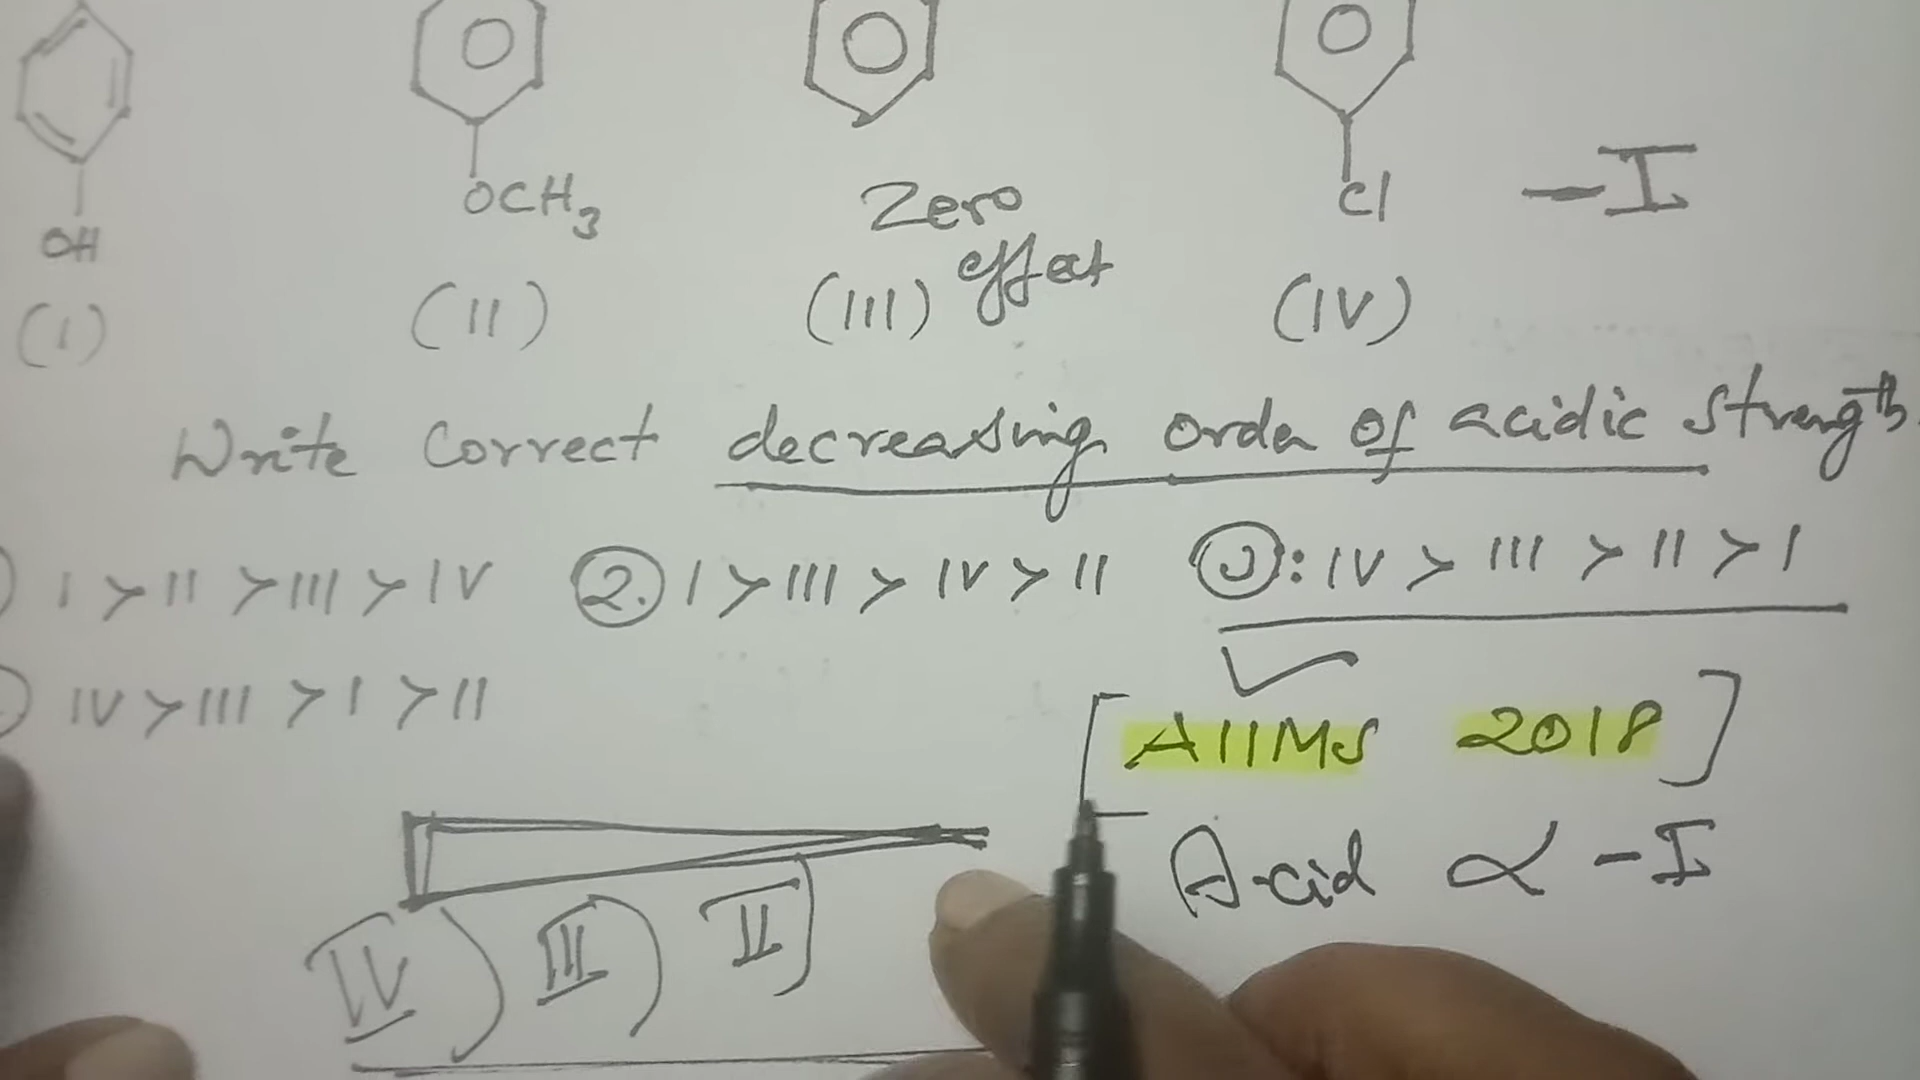 OH OCH3 Zero effect Cl -I
(I) (II) (III) (IV)
Write correct decreasing order of acidic strength.
I > II > III > IV 2. I > III > IV > II 3: IV > III > II > I
IV > III > I > II
[AIIMS 2018]
Acid ∝ -I
IV) III) II)